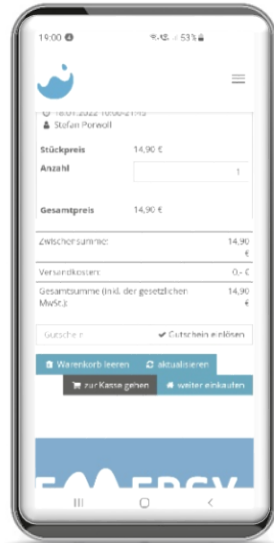 19:00
53%
Stefan Porwoll
Stückpreis 14,90 €
Anzahl 1
Gesamtpreis 14,90 €
Zwischensumme: 14,90 €
Versandkosten: 0,- €
Gesamtsumme (inkl. der gesetzlichen MwSt.): 14,90 €
Gutschein
Gutschein einlösen
Warenkorb leeren aktualisieren
zur Kasse gehen weiter einkaufen